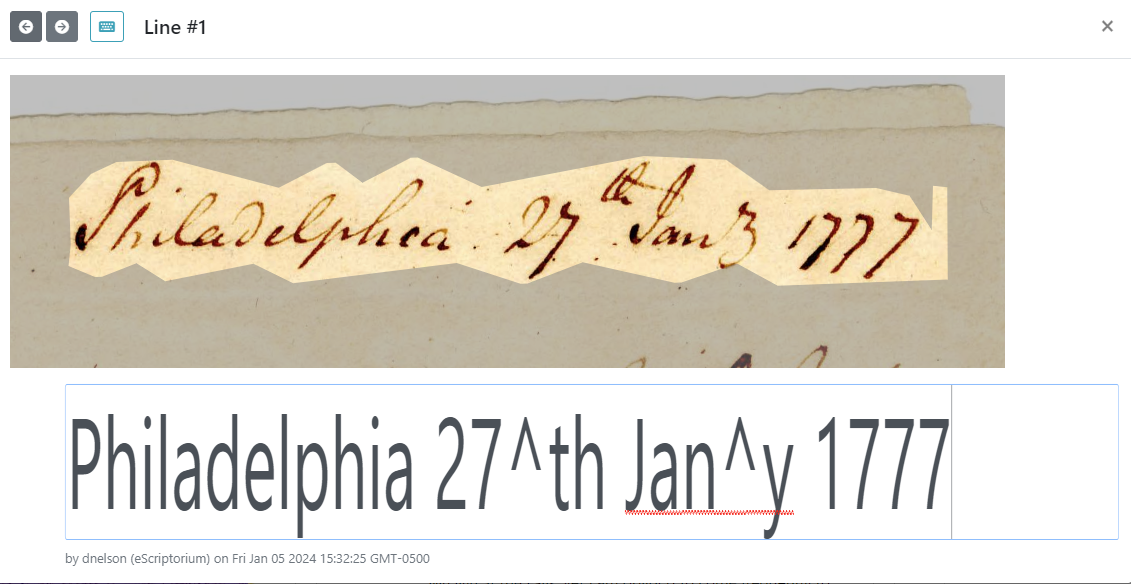 Line #1
×
Philadelphia 27th Jany 1777
Philadelphia 27^th Jan^y 1777
by dnelson (eScriptorium) on Fri Jan 05 2024 15:32:25 GMT-0500